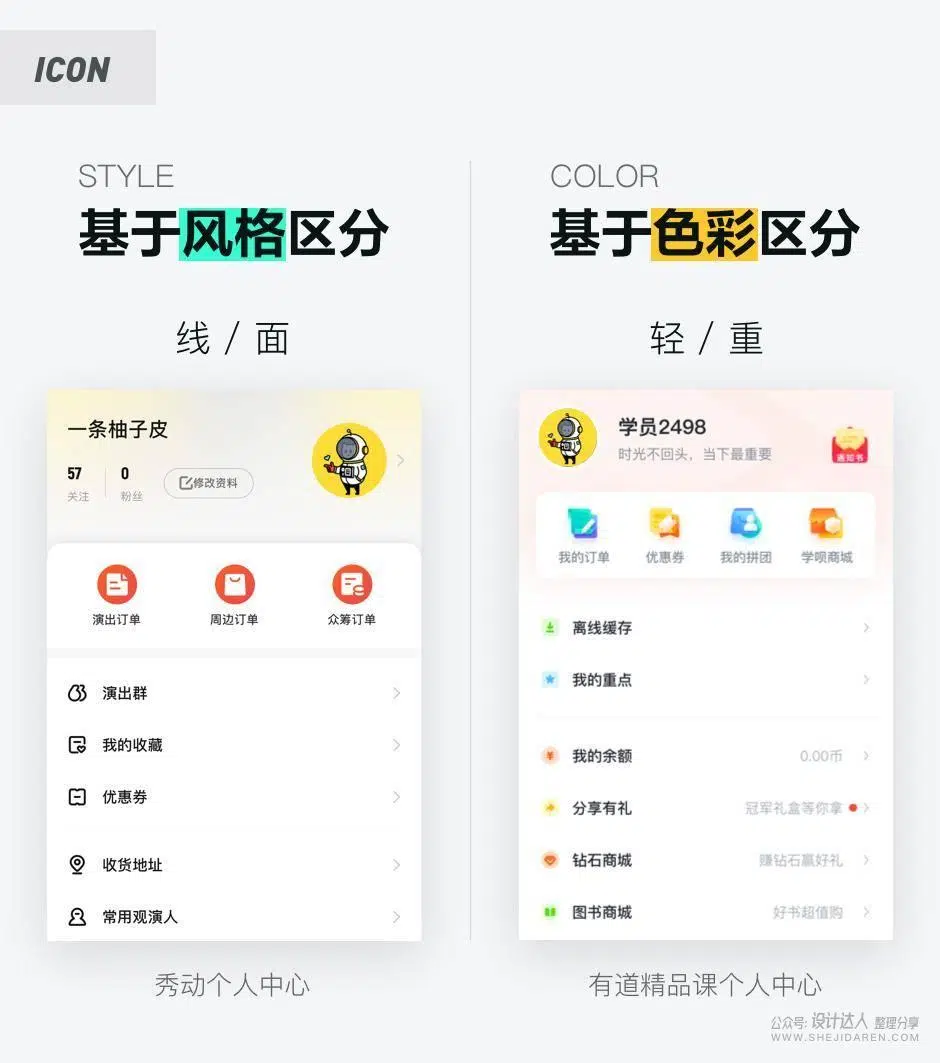 ICON
STYLE
基于风格区分
线 / 面
一条柚子皮
57
0
关注
粉丝
修改资料
演出订单
周边订单
众筹订单
演出群
我的收藏
优惠券
收货地址
常用观演人
秀动个人中心
COLOR
基于色彩区分
轻 / 重
学员2498
时光不回头，当下最重要
通知书
我的订单
优惠券
我的拼团
学呗商城
离线缓存
我的重点
我的余额
0.00币
分享有礼
冠军礼盒等你拿
钻石商城
赚钻石赢好礼
图书商城
好书超值购
有道精品课个人中心
公众号: 设计达人 整理分享
WWW.SHEJIDAREN.COM